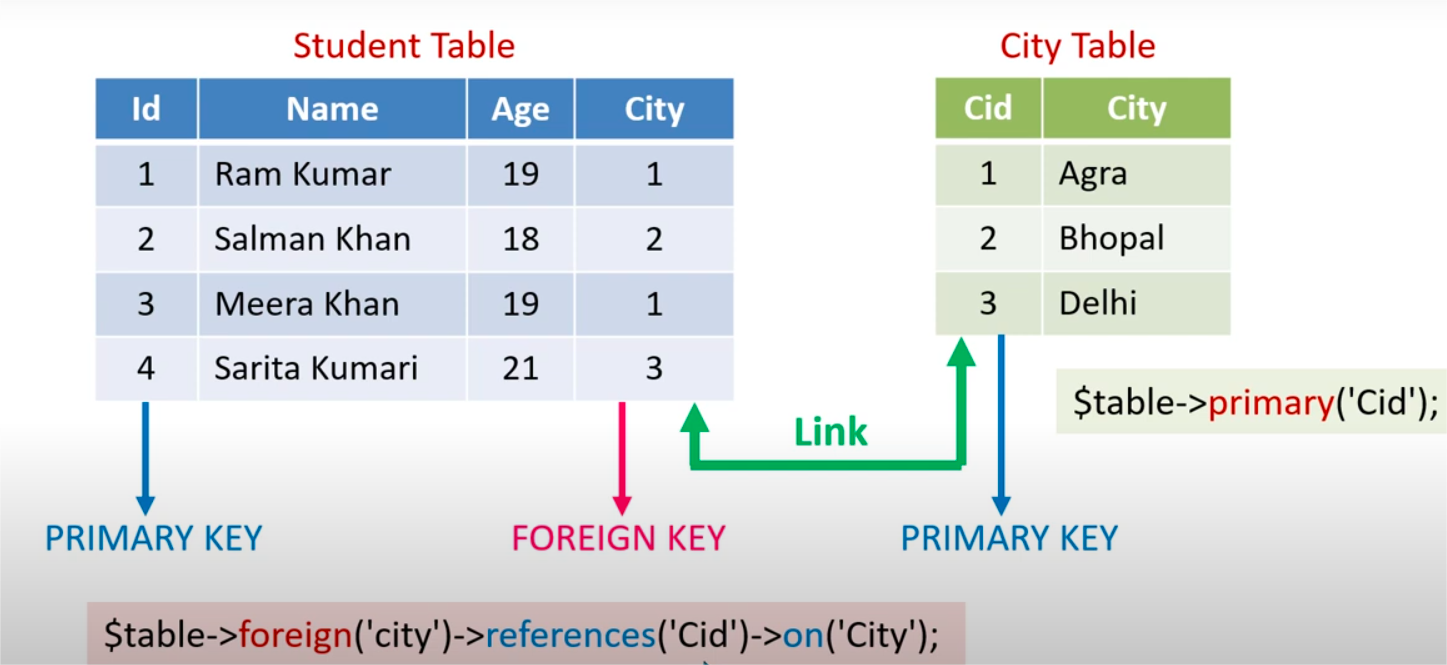 Student Table
Id Name Age City
1 Ram Kumar 19 1
2 Salman Khan 18 2
3 Meera Khan 19 1
4 Sarita Kumari 21 3
City Table
Cid City
1 Agra
2 Bhopal
3 Delhi
$table->primary('Cid');
Link
PRIMARY KEY
FOREIGN KEY
PRIMARY KEY
$table->foreign('city')->references('Cid')->on('City');